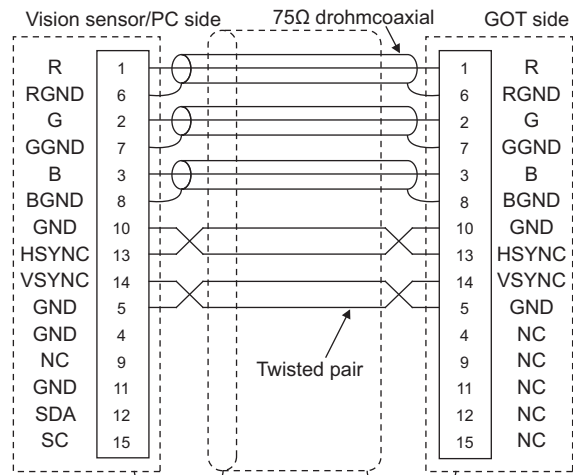 Vision sensor/PC side 75Ω drohmcoaxial GOT side
R 1 1 R
RGND 6 6 RGND
G 2 2 G
GGND 7 7 GGND
B 3 3 B
BGND 8 8 BGND
GND 10 10 GND
HSYNC 13 13 HSYNC
VSYNC 14 14 VSYNC
GND 5 5 GND
GND 4 4 NC
NC 9 9 NC
GND 11 11 NC
SDA 12 12 NC
SC 15 15 NC
Twisted pair